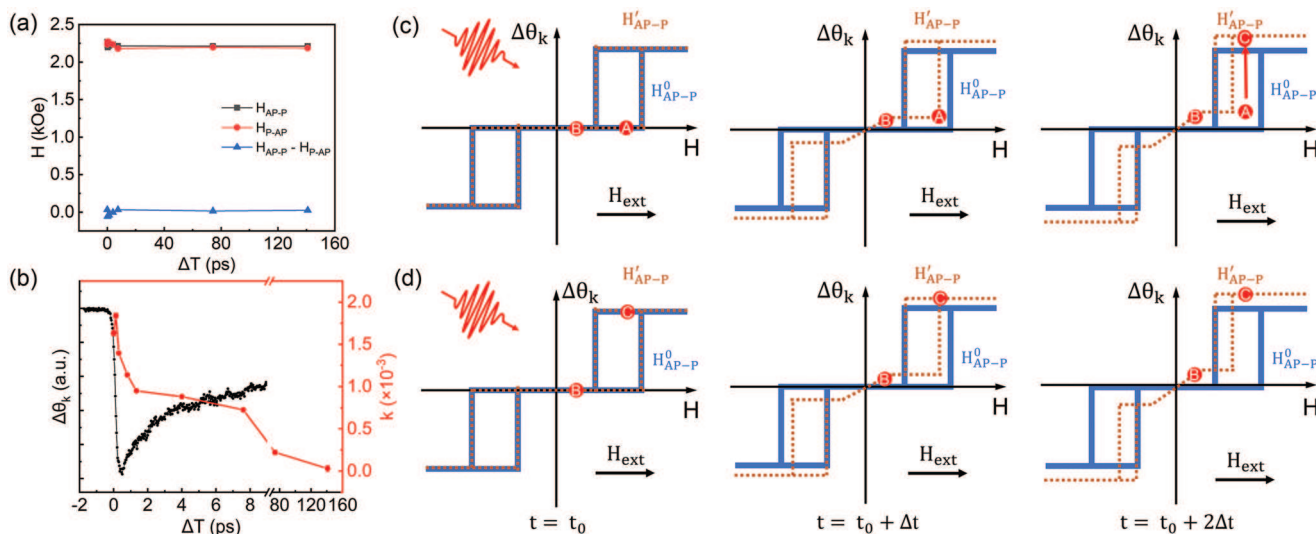 (a)
2.5
2.0
1.5
1.0
0.5
0.0
H (kOe)
H_AP-P
H_P-AP
H_AP-P - H_P-AP
0 40 80 120 160
ΔT (ps)
(b)
Δθ_k (a.u.)
2.0
1.5
1.0
0.5
0.0
k (×10⁻³)
-2 0 2 4 6 8 80 160
ΔT (ps)
(c)
Δθ_k
H′_AP−P
H⁰_AP−P
B
A
H
H_ext
Δθ_k
H′_AP−P
H⁰_AP−P
B
A
H
H_ext
Δθ_k
H′_AP−P
C
H⁰_AP−P
B
A
H
H_ext
(d)
Δθ_k
C
H⁰_AP−P
B
H
H_ext
t = t₀
Δθ_k
H′_AP−P
C
H⁰_AP−P
B
H
H_ext
t = t₀ + Δt
Δθ_k
H′_AP−P
C
H⁰_AP−P
B
H
H_ext
t = t₀ + 2Δt